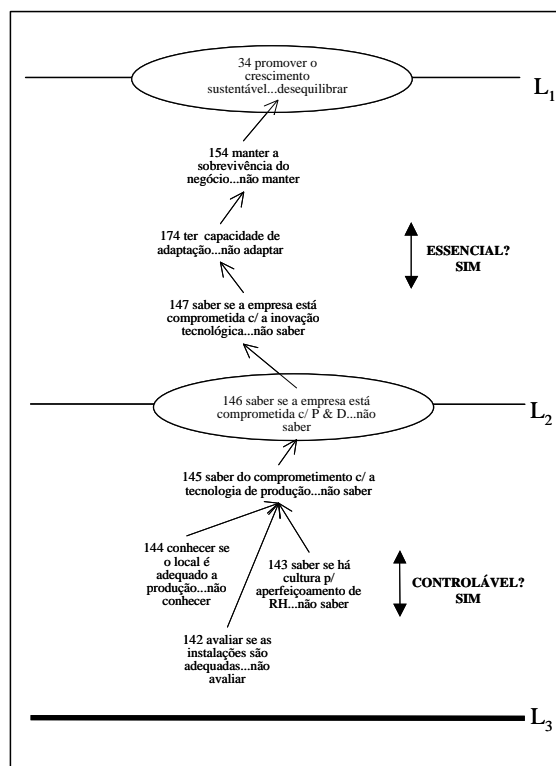 34 promover o
crescimento
sustentável...desequilibrar
L1
154 manter a
sobrevivência do
negócio...não manter
174 ter capacidade de
adaptação...não adaptar
ESSENCIAL?
SIM
147 saber se a empresa está
comprometida c/ a inovação
tecnológica...não saber
146 saber se a empresa está
comprometida c/ P & D...não
saber
L2
145 saber do comprometimento c/ a
tecnologia de produção...não saber
144 conhecer se
o local é
adequado a
produção...não
conhecer
143 saber se há
cultura p/
aperfeiçoamento de
RH...não saber
CONTROLÁVEL?
SIM
142 avaliar se as
instalações são
adequadas...não
avaliar
L3